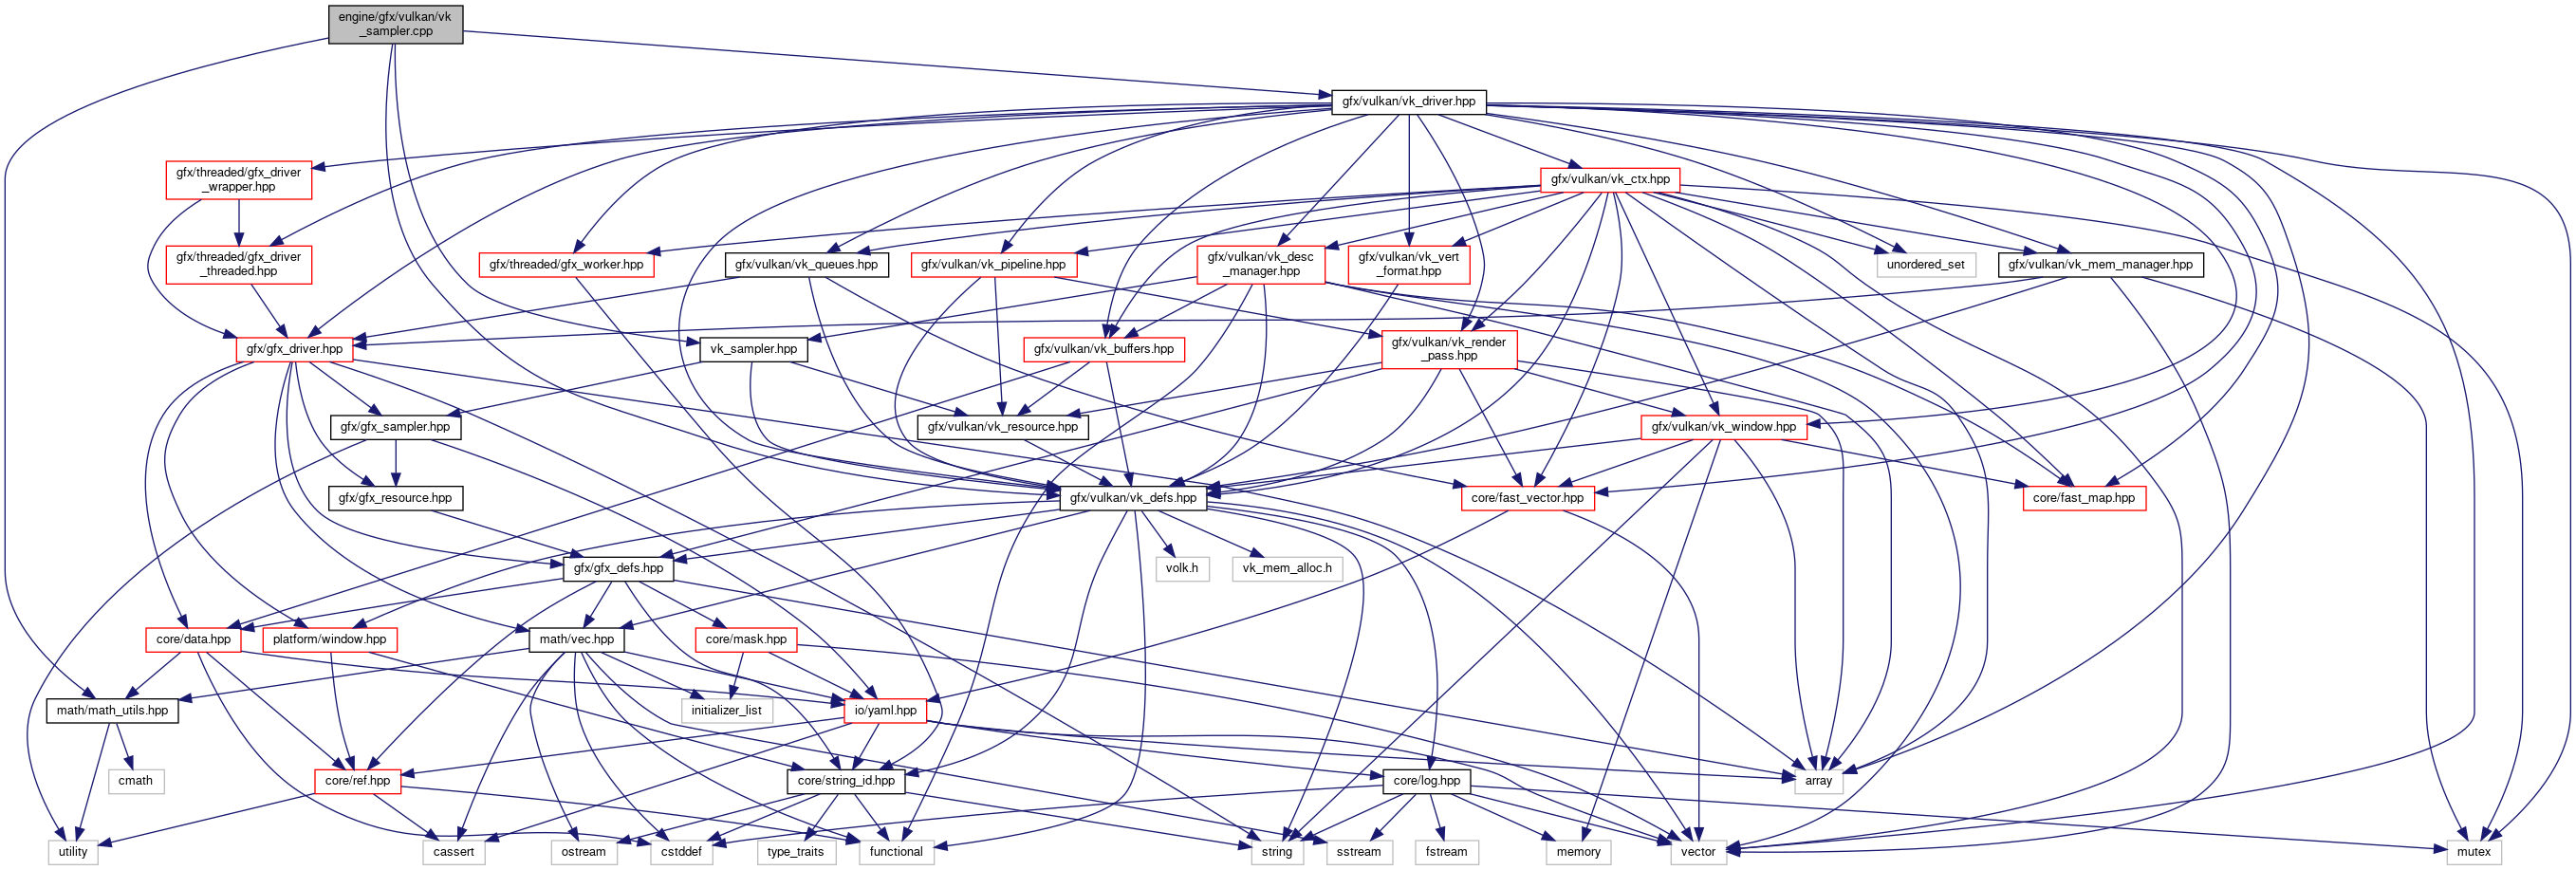 engine/gfx/vulkan/vk
_sampler.cpp
gfx/vulkan/vk_driver.hpp
gfx/threaded/gfx_driver
_wrapper.hpp
gfx/vulkan/vk_ctx.hpp
gfx/threaded/gfx_driver
_threaded.hpp
gfx/threaded/gfx_worker.hpp
gfx/vulkan/vk_queues.hpp
gfx/vulkan/vk_pipeline.hpp
gfx/vulkan/vk_desc
_manager.hpp
gfx/vulkan/vk_vert
_format.hpp
unordered_set
gfx/vulkan/vk_mem_manager.hpp
gfx/gfx_driver.hpp
vk_sampler.hpp
gfx/vulkan/vk_buffers.hpp
gfx/vulkan/vk_render
_pass.hpp
gfx/gfx_sampler.hpp
gfx/vulkan/vk_resource.hpp
gfx/vulkan/vk_window.hpp
gfx/gfx_resource.hpp
gfx/vulkan/vk_defs.hpp
core/fast_vector.hpp
core/fast_map.hpp
gfx/gfx_defs.hpp
volk.h
vk_mem_alloc.h
core/data.hpp
platform/window.hpp
math/vec.hpp
core/mask.hpp
math/math_utils.hpp
initializer_list
io/yaml.hpp
cmath
core/ref.hpp
core/string_id.hpp
core/log.hpp
array
utility
cassert
ostream
cstddef
type_traits
functional
string
sstream
fstream
memory
vector
mutex